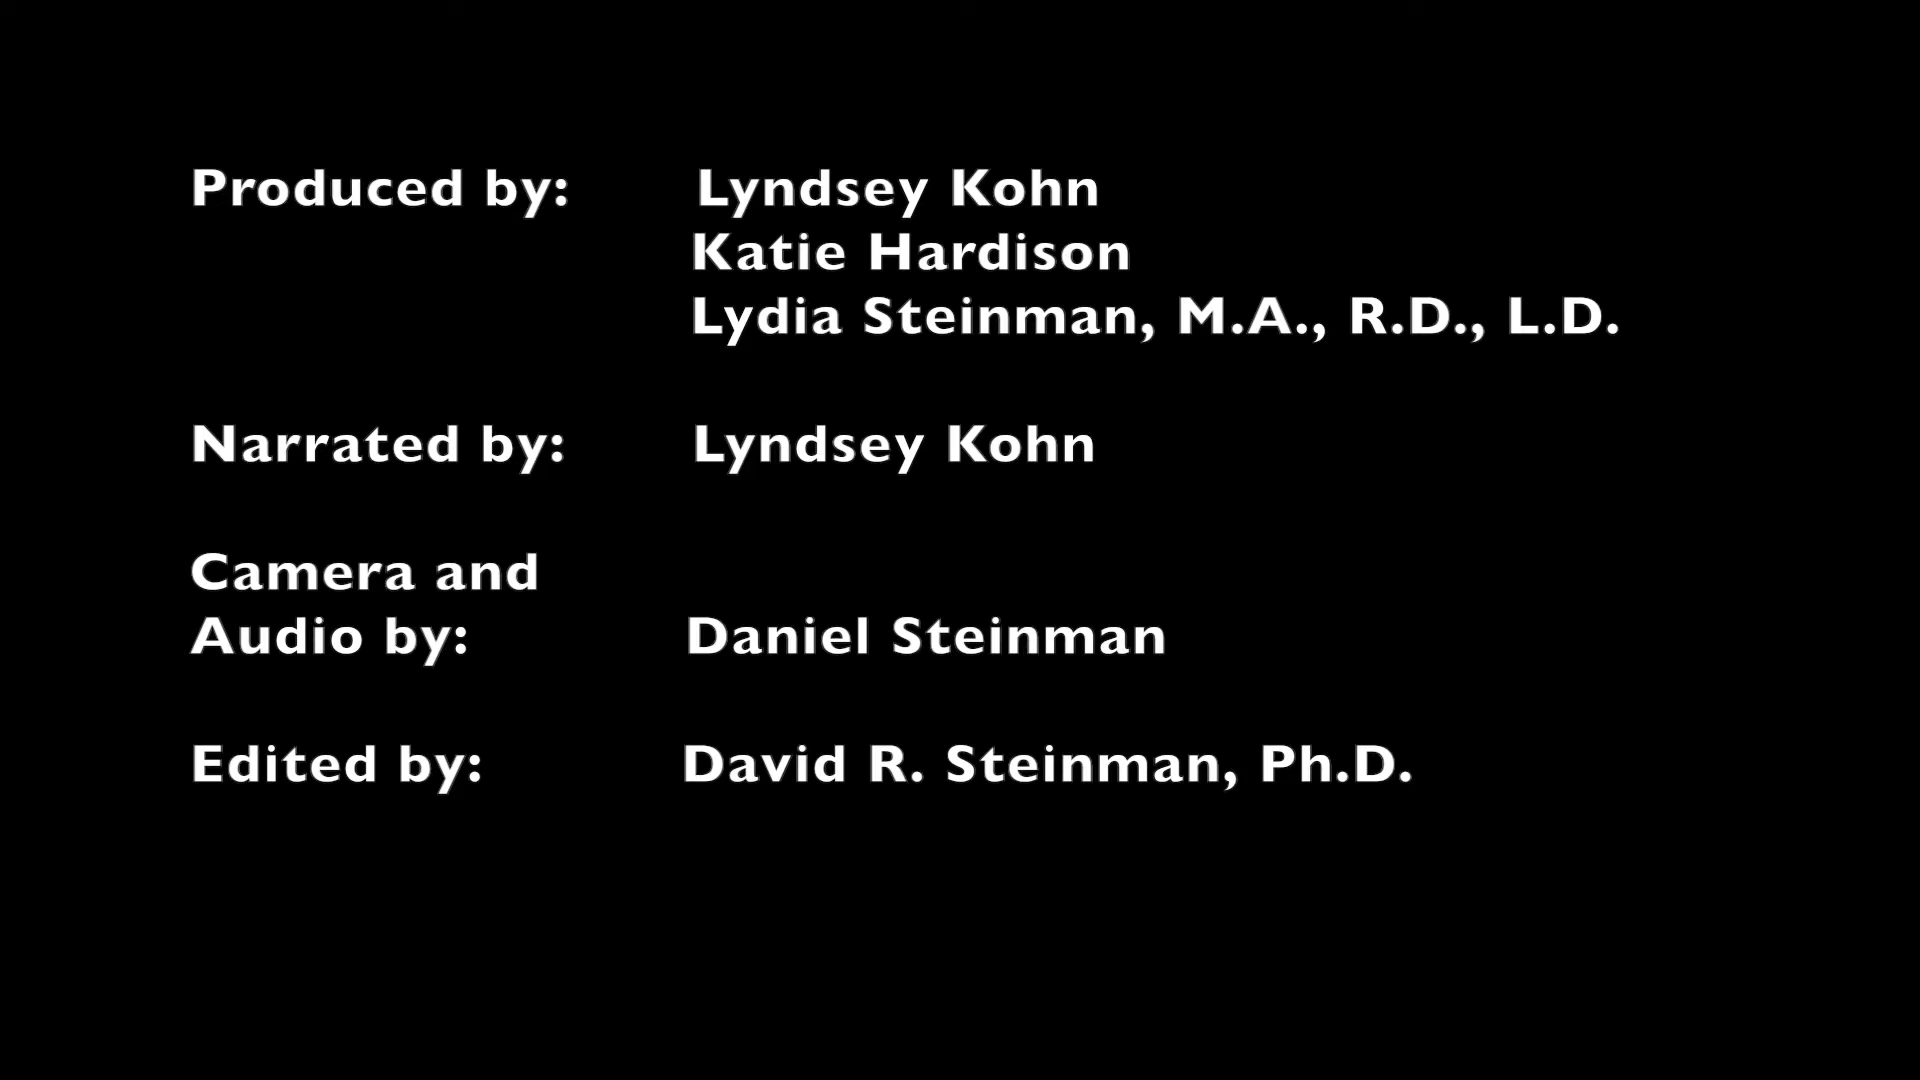 Produced by: Lyndsey Kohn
Katie Hardison
Lydia Steinman, M.A., R.D., L.D.
Narrated by: Lyndsey Kohn
Camera and
Audio by: Daniel Steinman
Edited by: David R. Steinman, Ph.D.